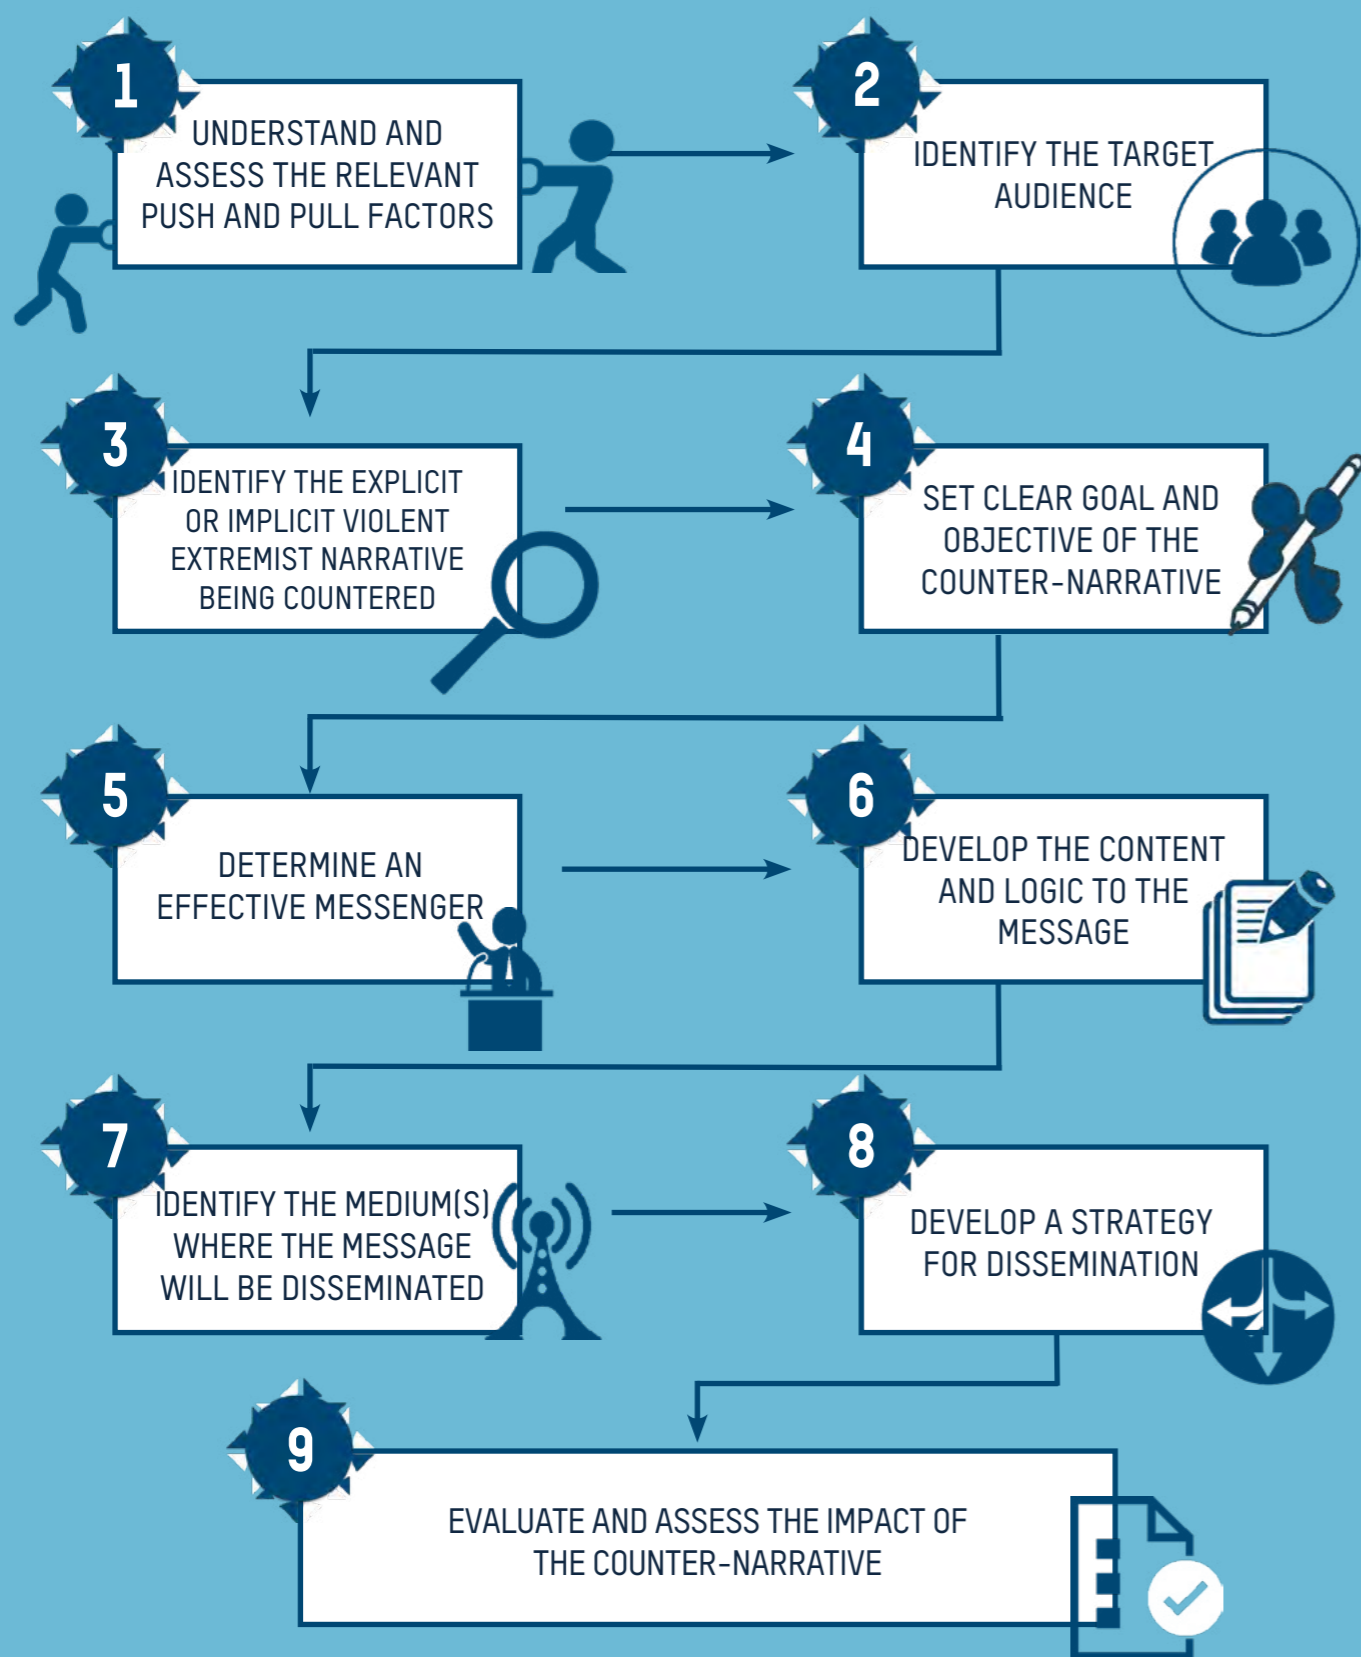 1
UNDERSTAND AND
ASSESS THE RELEVANT
PUSH AND PULL FACTORS
2
IDENTIFY THE TARGET
AUDIENCE
3
IDENTIFY THE EXPLICIT
OR IMPLICIT VIOLENT
EXTREMIST NARRATIVE
BEING COUNTERED
4
SET CLEAR GOAL AND
OBJECTIVE OF THE
COUNTER-NARRATIVE
5
DETERMINE AN
EFFECTIVE MESSENGER
6
DEVELOP THE CONTENT
AND LOGIC TO THE
MESSAGE
7
IDENTIFY THE MEDIUM(S)
WHERE THE MESSAGE
WILL BE DISSEMINATED
8
DEVELOP A STRATEGY
FOR DISSEMINATION
9
EVALUATE AND ASSESS THE IMPACT OF
THE COUNTER-NARRATIVE